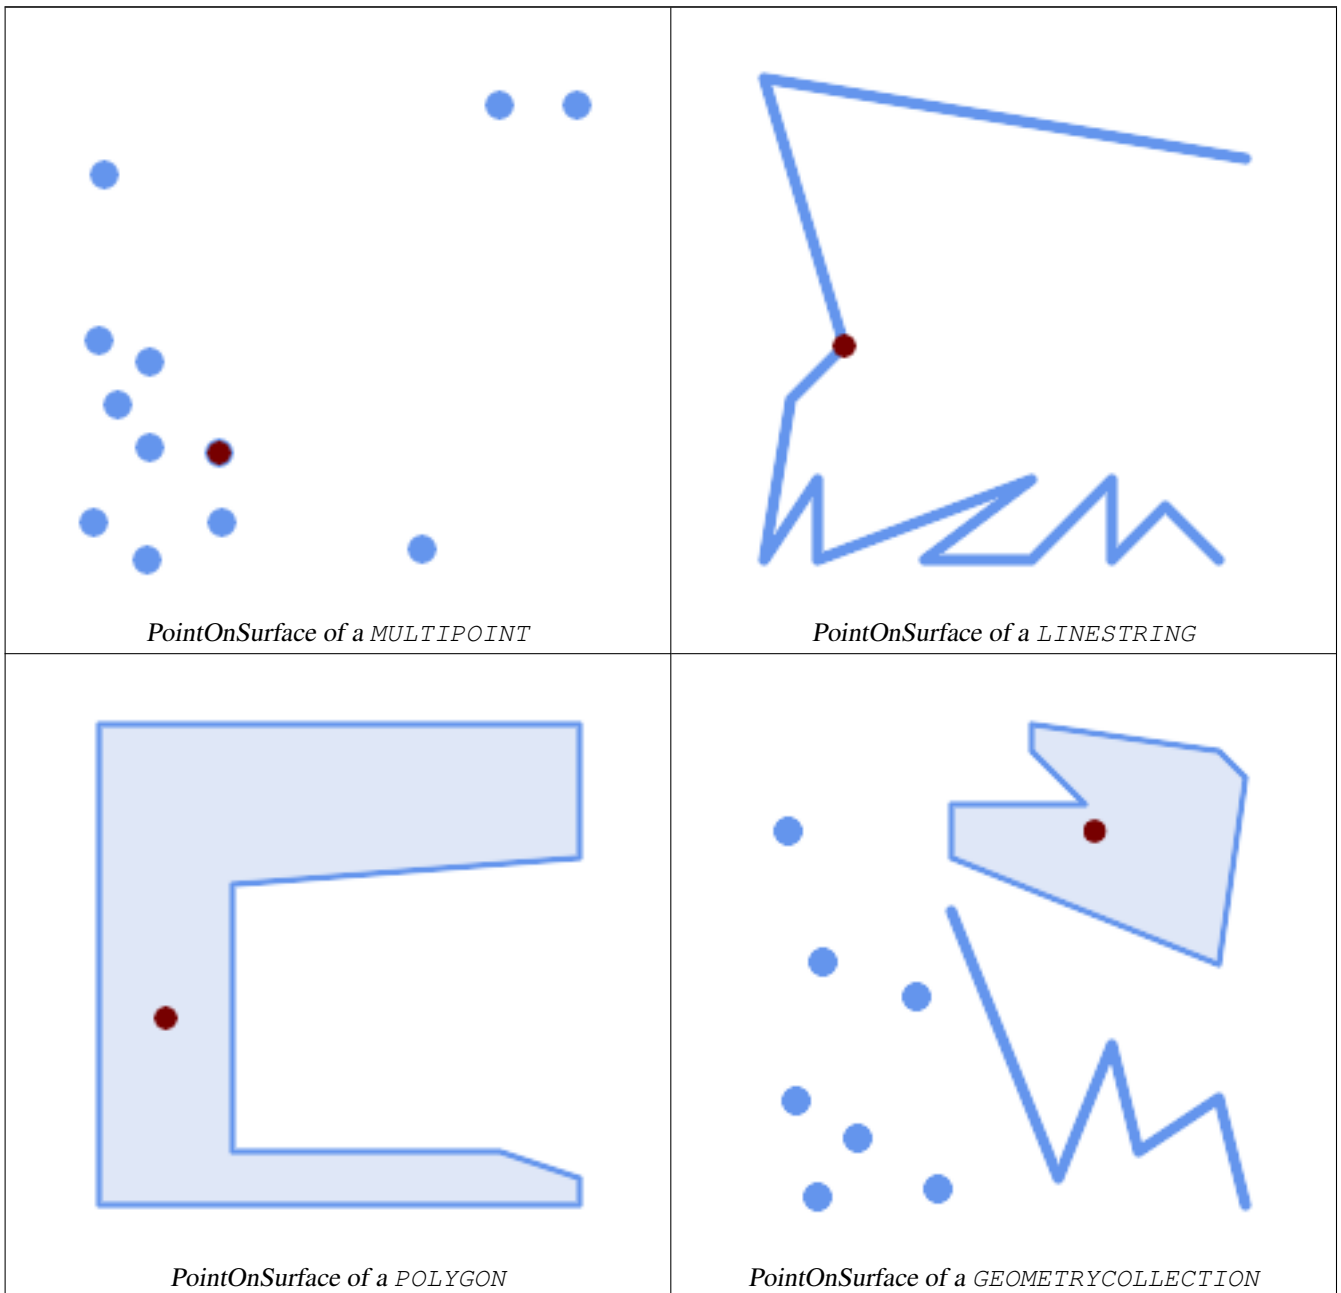 PointOnSurface of a MULTIPOINT
PointOnSurface of a LINESTRING
PointOnSurface of a POLYGON
PointOnSurface of a GEOMETRYCOLLECTION